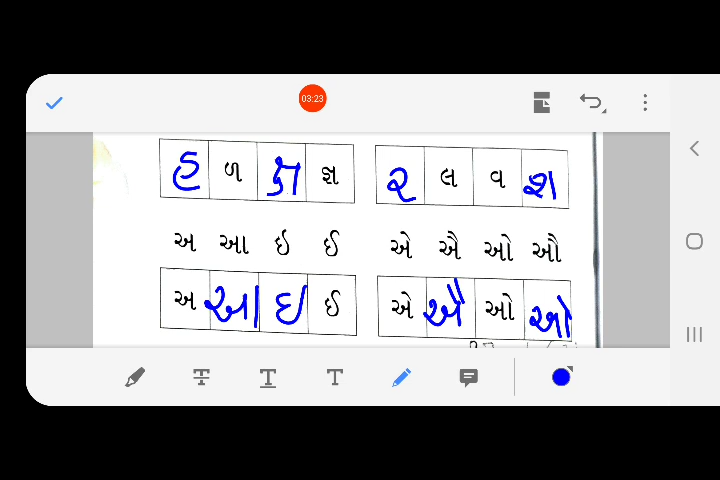 03:23
હ ળ ક્ષ જ્ઞ ર લ વ શ
અ આ ઇ ઈ એ ઐ ઓ ઔ
અ આ ઇ ઈ એ ઐ ઓ ઓ
T T T